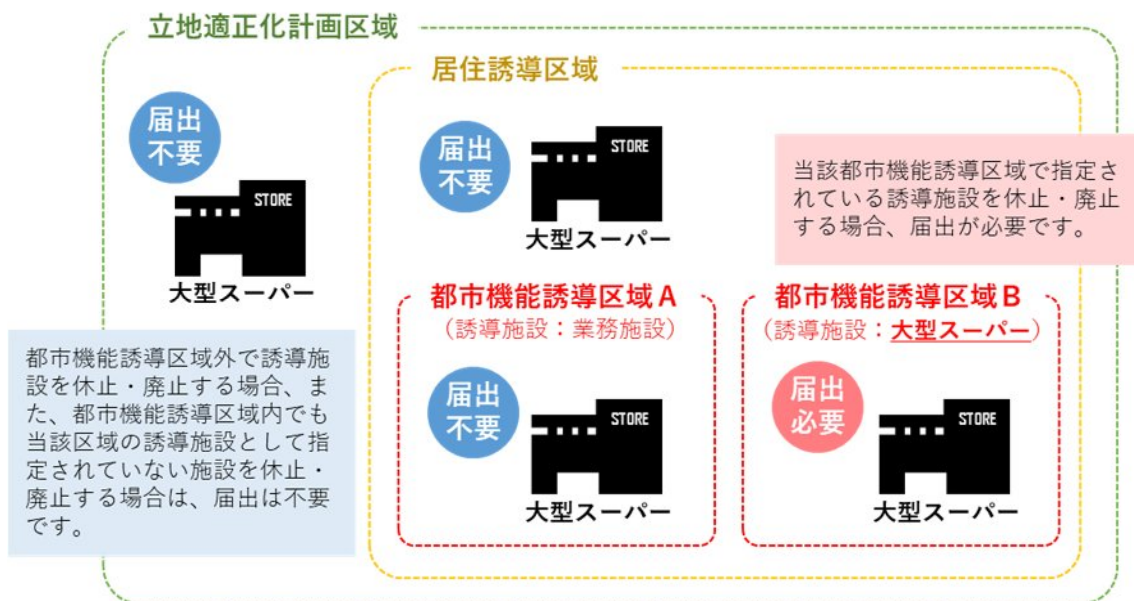 立地適正化計画区域
居住誘導区域
届出
不要
STORE
大型スーパー
届出
不要
STORE
大型スーパー
当該都市機能誘導区域で指定さ
れている誘導施設を休止・廃止
する場合、届出が必要です。
都市機能誘導区域外で誘導施
設を休止・廃止する場合、ま
た、都市機能誘導区域内でも
当該区域の誘導施設として指
定されていない施設を休止・
廃止する場合は、届出は不要
です。
都市機能誘導区域A
（誘導施設：業務施設）
届出
不要
STORE
大型スーパー
都市機能誘導区域B
（誘導施設：大型スーパー）
届出
必要
STORE
大型スーパー